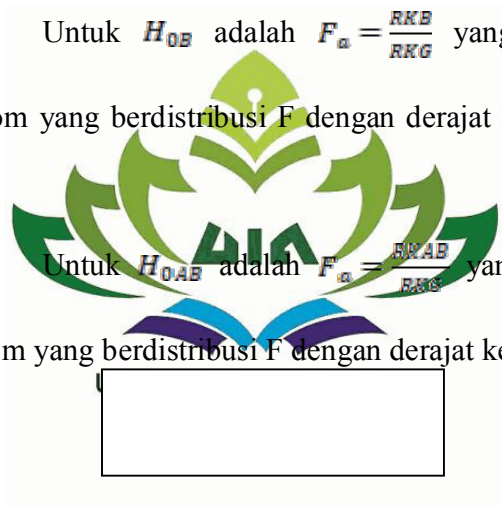 Untuk H₀B adalah Fₐ = RKB/RKG yang
om yang berdistribusi F dengan derajat
UIN
Untuk H₀AB adalah Fₐ = RKAB/RKG yan
m yang berdistribusi F dengan derajat ke
U